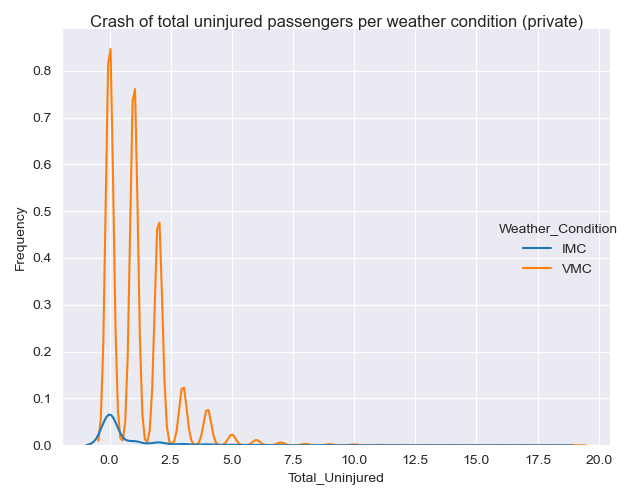 Crash of total uninjured passengers per weather condition (private)
0.8
0.7
0.6
0.5
0.4
0.3
0.2
0.1
0.0
Frequency
Weather_Condition
IMC
VMC
0.0 2.5 5.0 7.5 10.0 12.5 15.0 17.5 20.0
Total_Uninjured